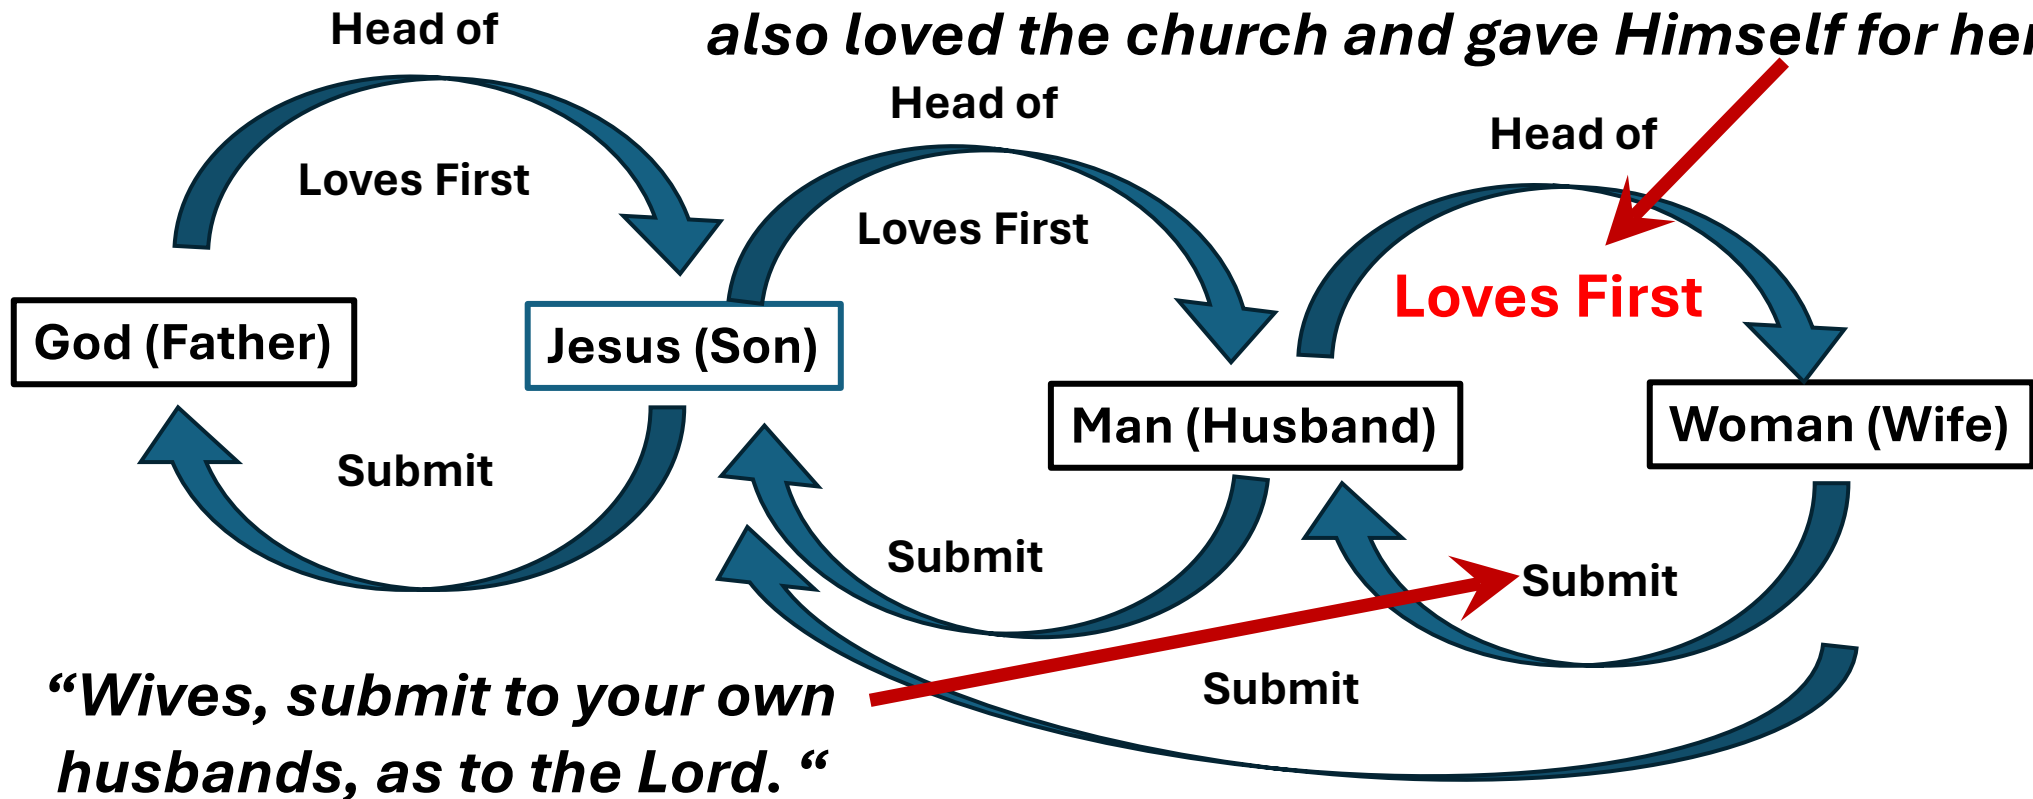 Head of
also loved the church and gave Himself for her
Head of
Head of
Loves First
Loves First
Loves First
God (Father)
Jesus (Son)
Man (Husband)
Woman (Wife)
Submit
Submit
Submit
Submit
“Wives, submit to your own
husbands, as to the Lord. “